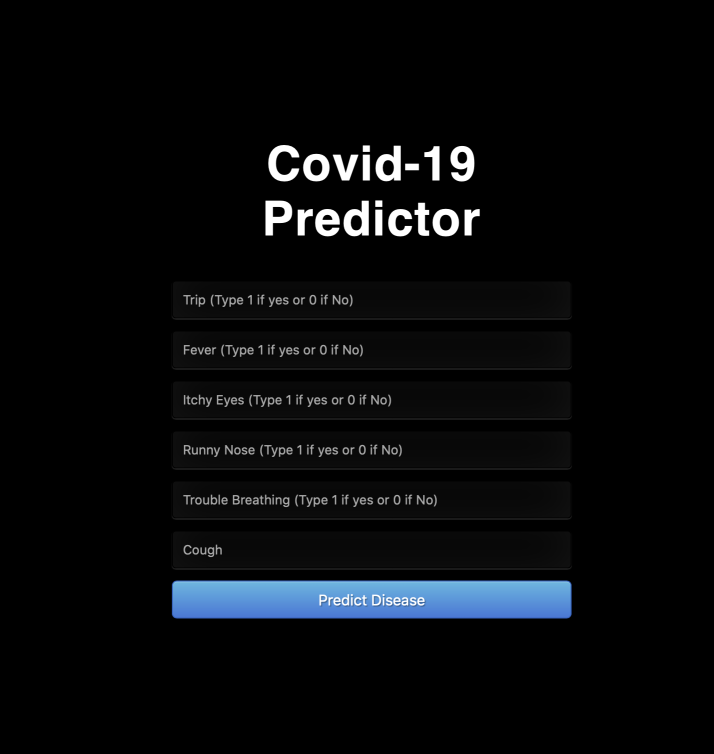 Covid-19
Predictor
Trip (Type 1 if yes or 0 if No)
Fever (Type 1 if yes or 0 if No)
Itchy Eyes (Type 1 if yes or 0 if No)
Runny Nose (Type 1 if yes or 0 if No)
Trouble Breathing (Type 1 if yes or 0 if No)
Cough
Predict Disease